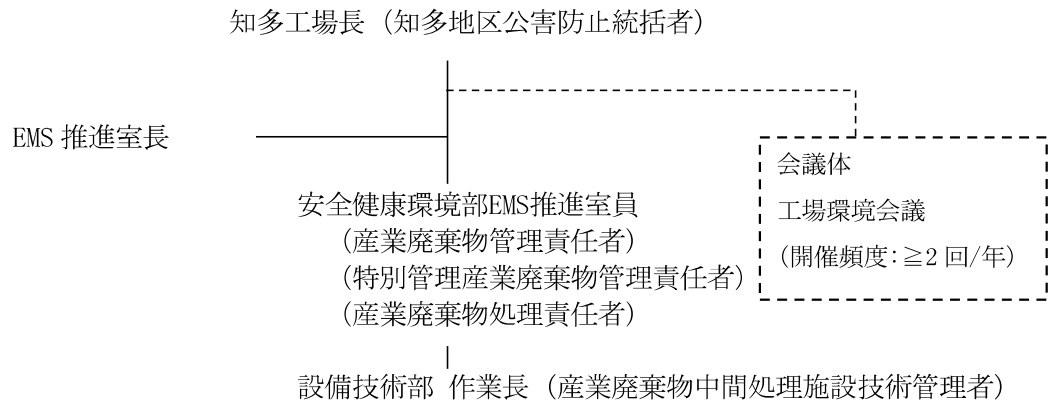 知多工場長（知多地区公害防止統括者）
EMS 推進室長
会議体
工場環境会議
（開催頻度：≧2 回/年）
安全健康環境部EMS推進室員
（産業廃棄物管理責任者）
（特別管理産業廃棄物管理責任者）
（産業廃棄物処理責任者）
設備技術部 作業長（産業廃棄物中間処理施設技術管理者）